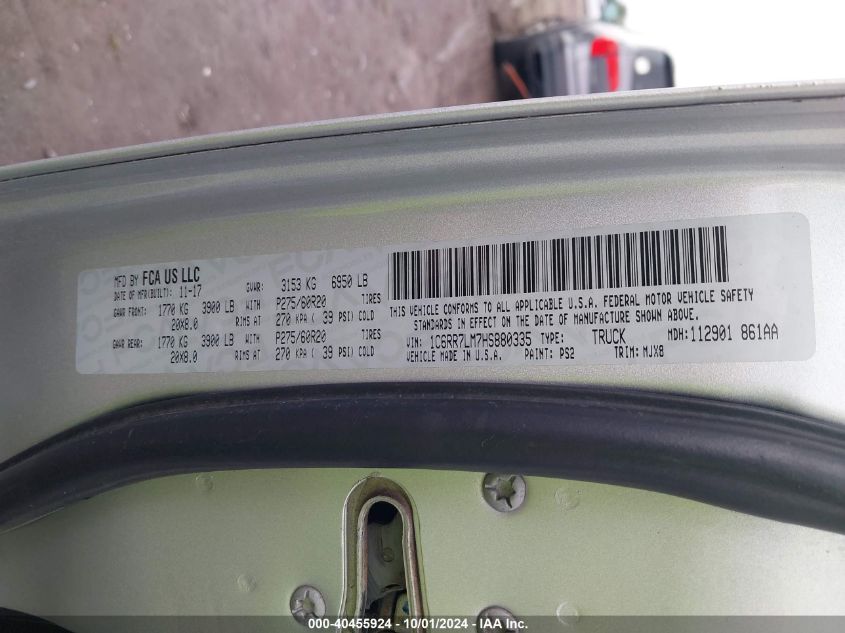 MFD BY FCA US LLC
DATE OF MFR(BUILT): 11-17 GVWR: 3153 KG 6950 LB
GAWR FRONT: 1770 KG 3900 LB WITH P275/60R20 TIRES
20X8.0 RIMS AT 270 KPA ( 39 PSI) COLD
GAWR REAR: 1770 KG 3900 LB WITH P275/60R20 TIRES
20X8.0 RIMS AT 270 KPA ( 39 PSI) COLD
THIS VEHICLE CONFORMS TO ALL APPLICABLE U.S.A. FEDERAL MOTOR VEHICLE SAFETY
STANDARDS IN EFFECT ON THE DATE OF MANUFACTURE SHOWN ABOVE.
VIN: 1C6RR7LM7HS880335 TYPE: TRUCK MDH: 112901 861AA
VEHICLE MADE IN U.S.A. PAINT: PS2 TRIM: MJX8
000-40455924 - 10/01/2024 - IAA Inc.